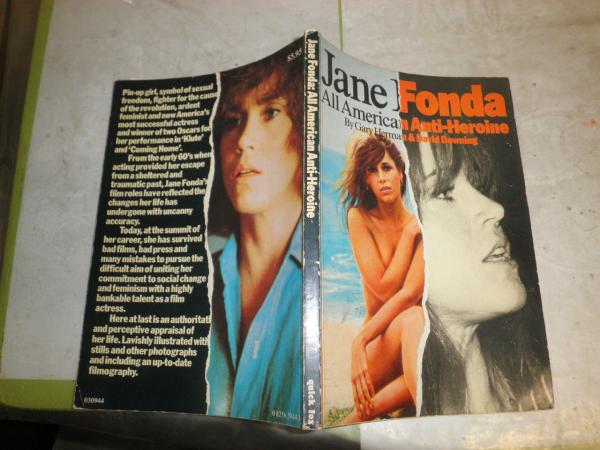 Pin-up girl, symbol of sexual
freedom, fighter for the cause
of the revolution, ardent
feminist and now America's
most successful actress
and winner of two Oscars for
her performance in 'Klute'
and 'Coming Home'.
From the early 60's when
acting provided her escape
from a sheltered and
traumatic past, Jane Fonda's
film roles have reflected the
changes her life has
undergone with uncanny
accuracy.
Today, at the summit of
her career, she has survived
bad films, bad press and
many mistakes to pursue the
difficult aim of uniting her
commitment to social change
and feminism with a highly
bankable talent as a film
actress.
Here at last is an authoritati
and perceptive appraisal of
her life. Lavishly illustrated with
stills and other photographs
and including an up-to-date
filmography.
030944
$5.95
Jane Fonda: All American Anti-Heroine
quick fox
Jane Fonda
All American Anti-Heroine
By Gary Herman & David Downing